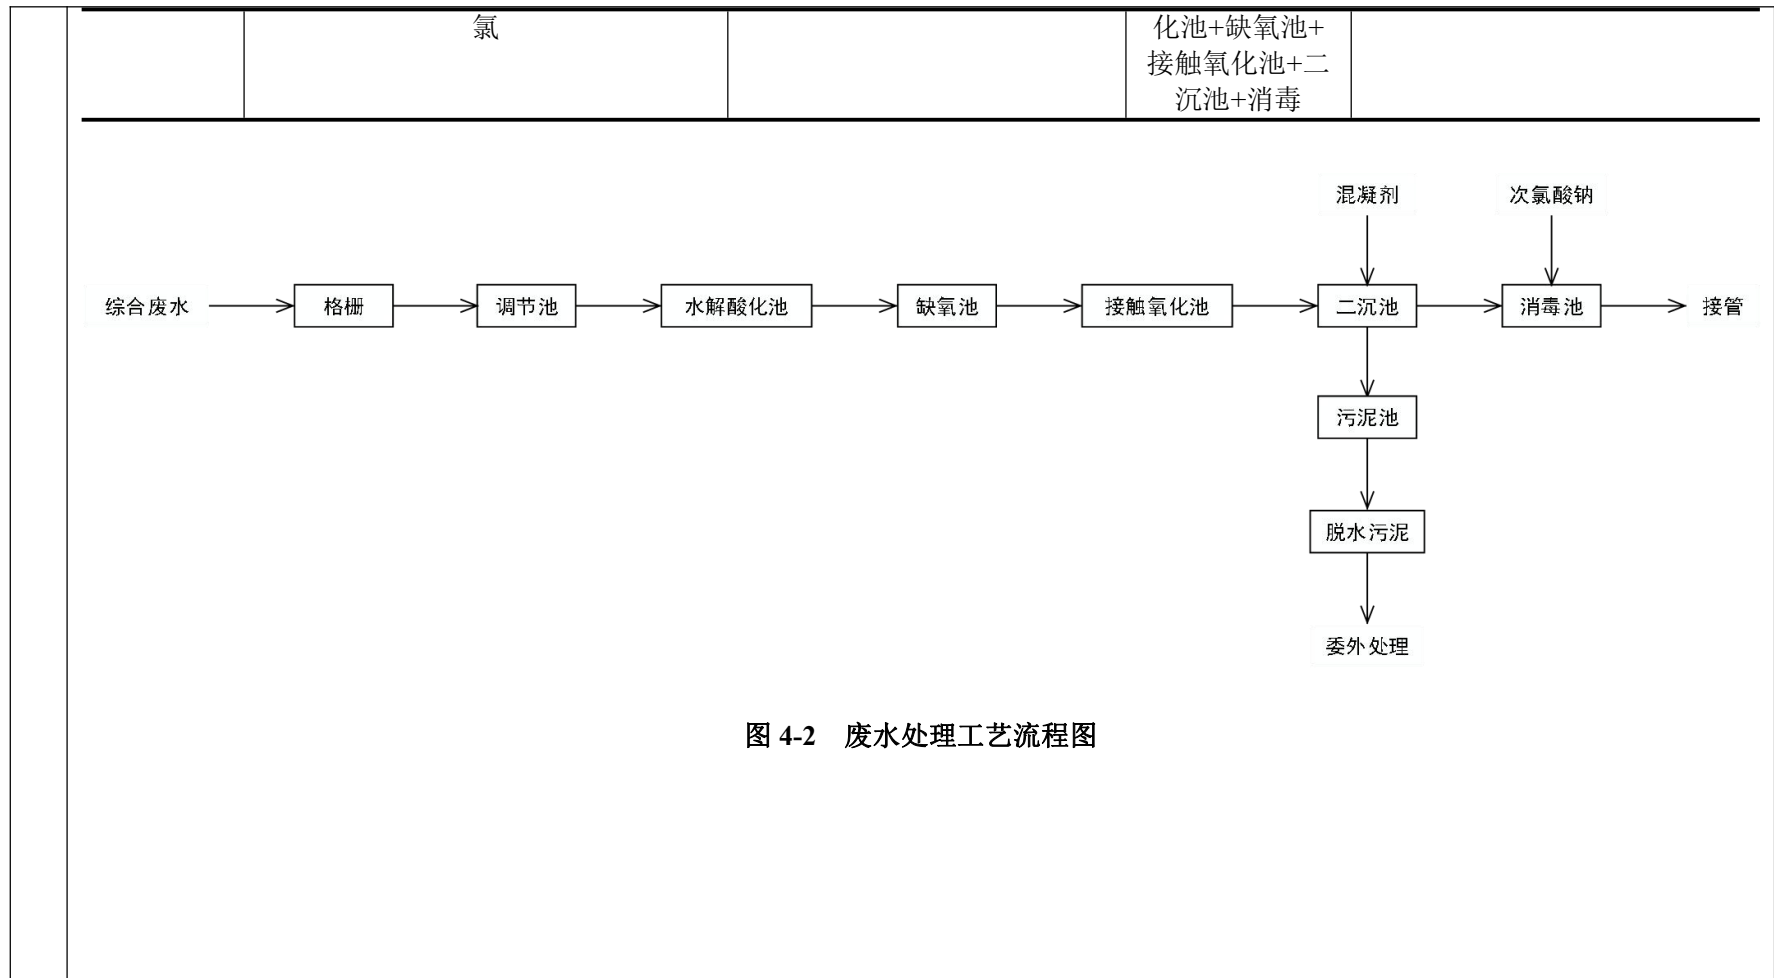 氯
化池+缺氧池+
接触氧化池+二
沉池+消毒
混凝剂
次氯酸钠
综合废水
格栅
调节池
水解酸化池
缺氧池
接触氧化池
二沉池
消毒池
接管
污泥池
脱水污泥
委外处理
图 4-2 废水处理工艺流程图